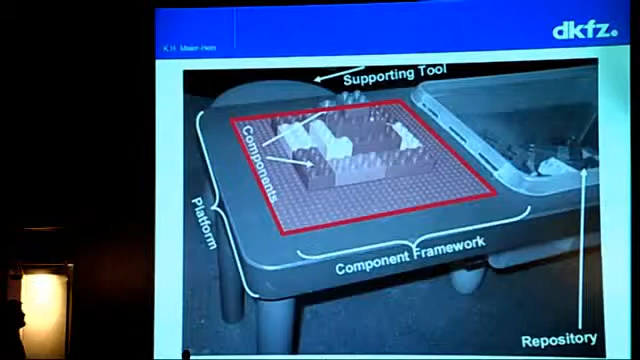 dkfz.
K.H. Maier-Hein
Supporting Tool
Components
Platform
Component Framework
Repository